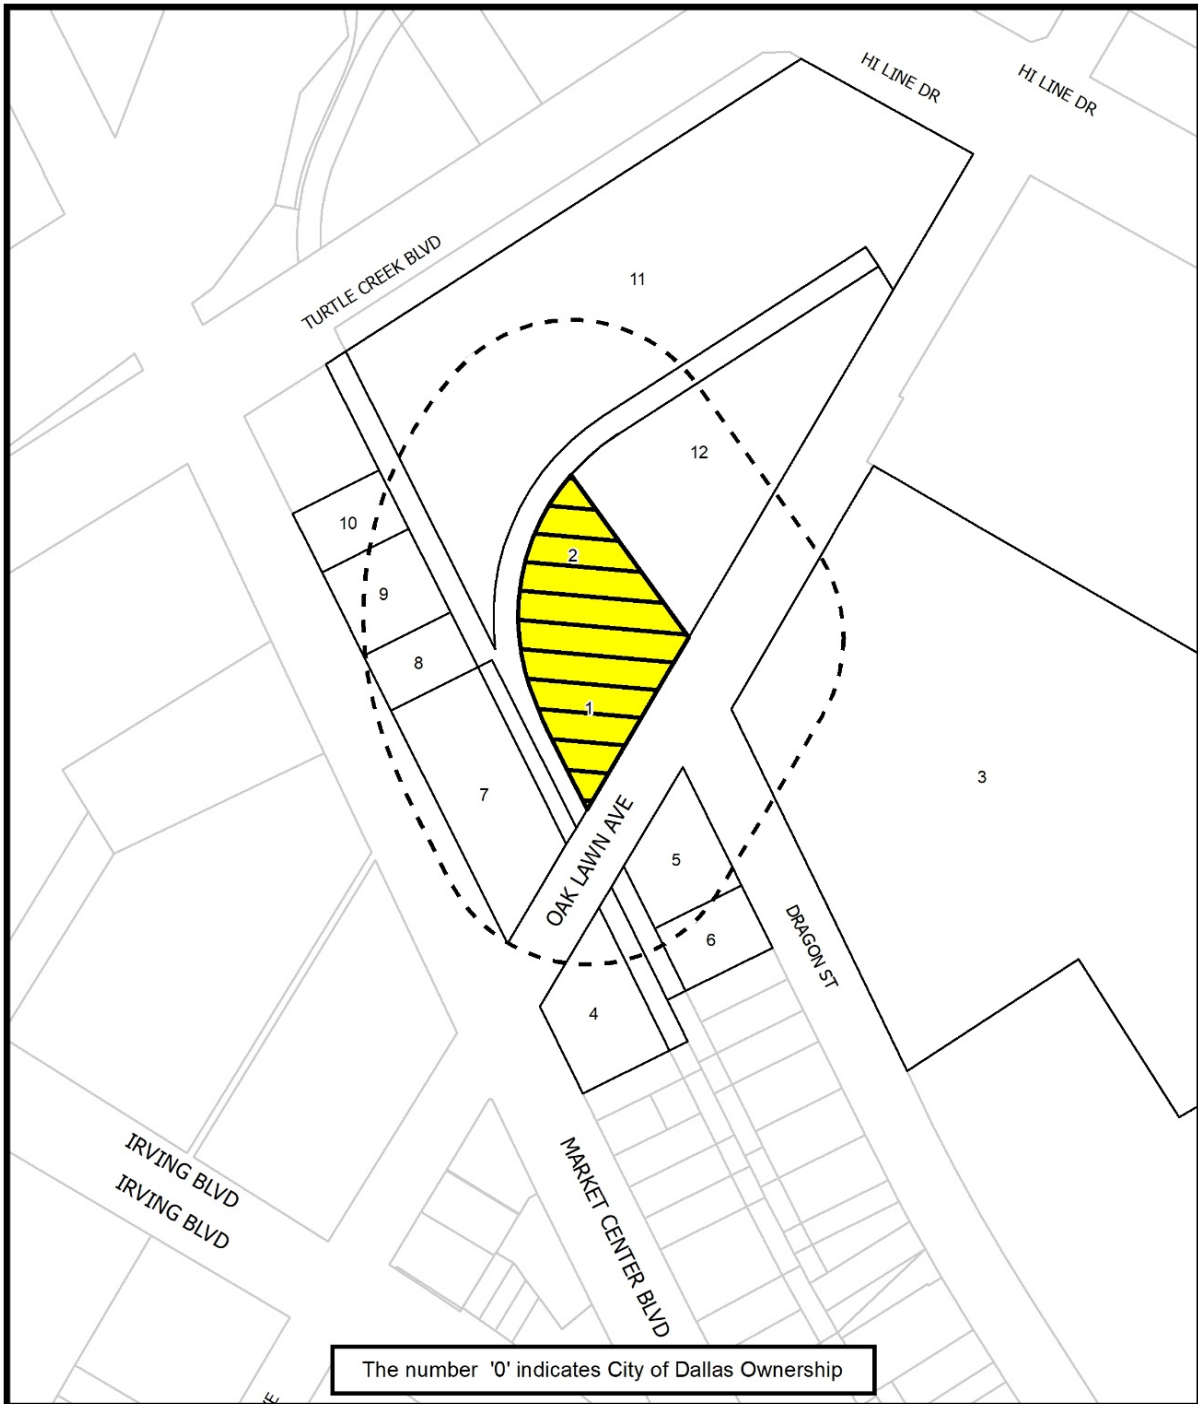 HI LINE DR
HI LINE DR
TURTLE CREEK BLVD
11
12
10
2
9
8
1
7
3
OAK LAWN AVE
5
6
DRAGON ST
4
IRVING BLVD
IRVING BLVD
MARKET CENTER BLVD
The number '0' indicates City of Dallas Ownership